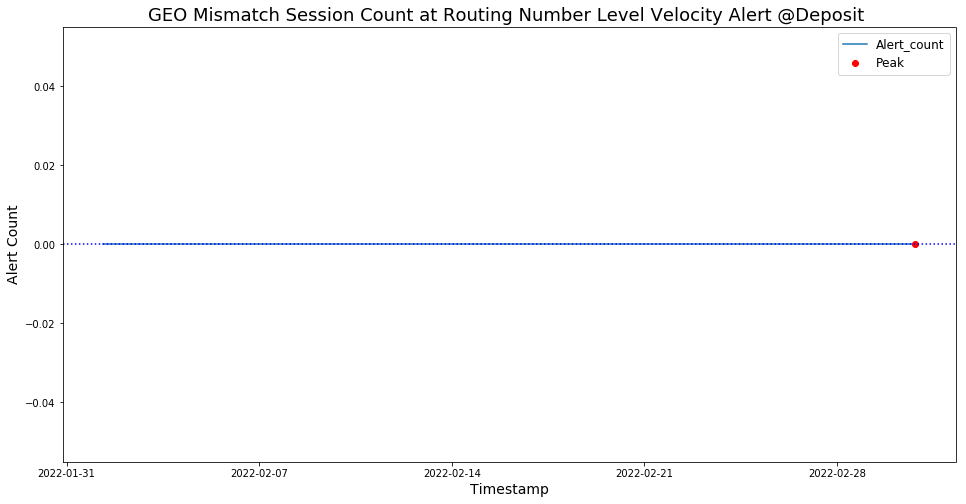 GEO Mismatch Session Count at Routing Number Level Velocity Alert @Deposit
Alert_count
Peak
0.04
0.02
0.00
−0.02
−0.04
Alert Count
2022-01-31
2022-02-07
2022-02-14
2022-02-21
2022-02-28
Timestamp